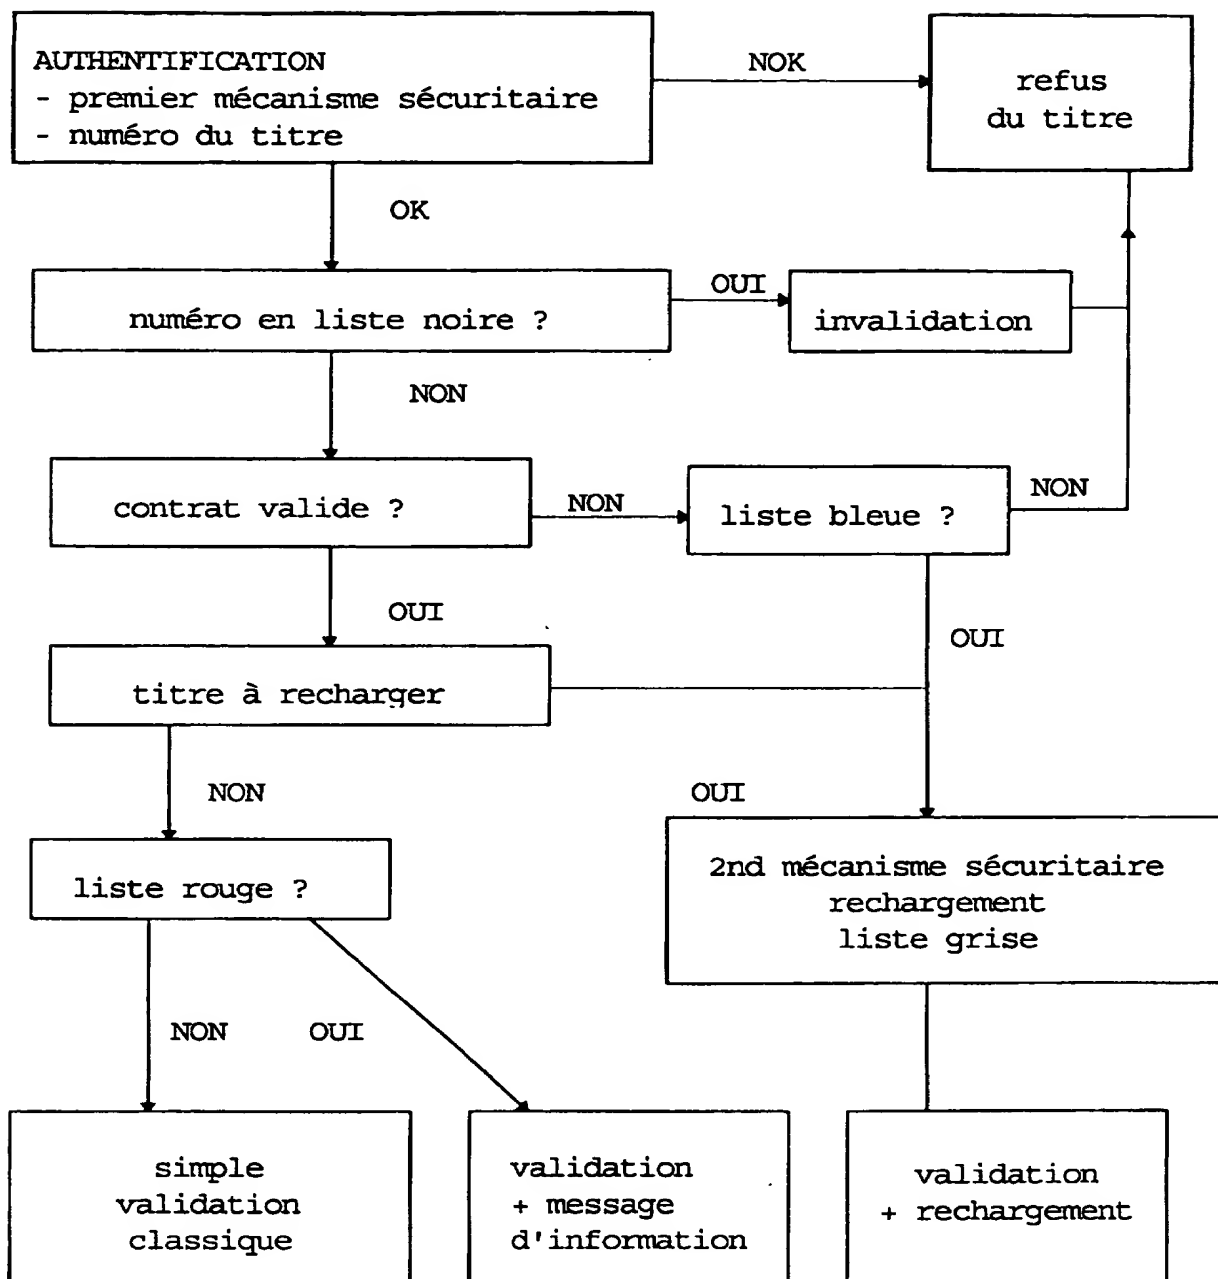 AUTHENTIFICATION
- premier mécanisme sécuritaire
- numéro du titre
NOK
refus
du titre
OK
numéro en liste noire ?
OUI
invalidation
NON
contrat valide ?
NON
liste bleue ?
NON
OUI
OUI
titre à recharger
NON
OUI
liste rouge ?
2nd mécanisme sécuritaire
rechargement
liste grise
NON
OUI
simple
validation
classique
validation
+ message
d'information
validation
+ rechargement